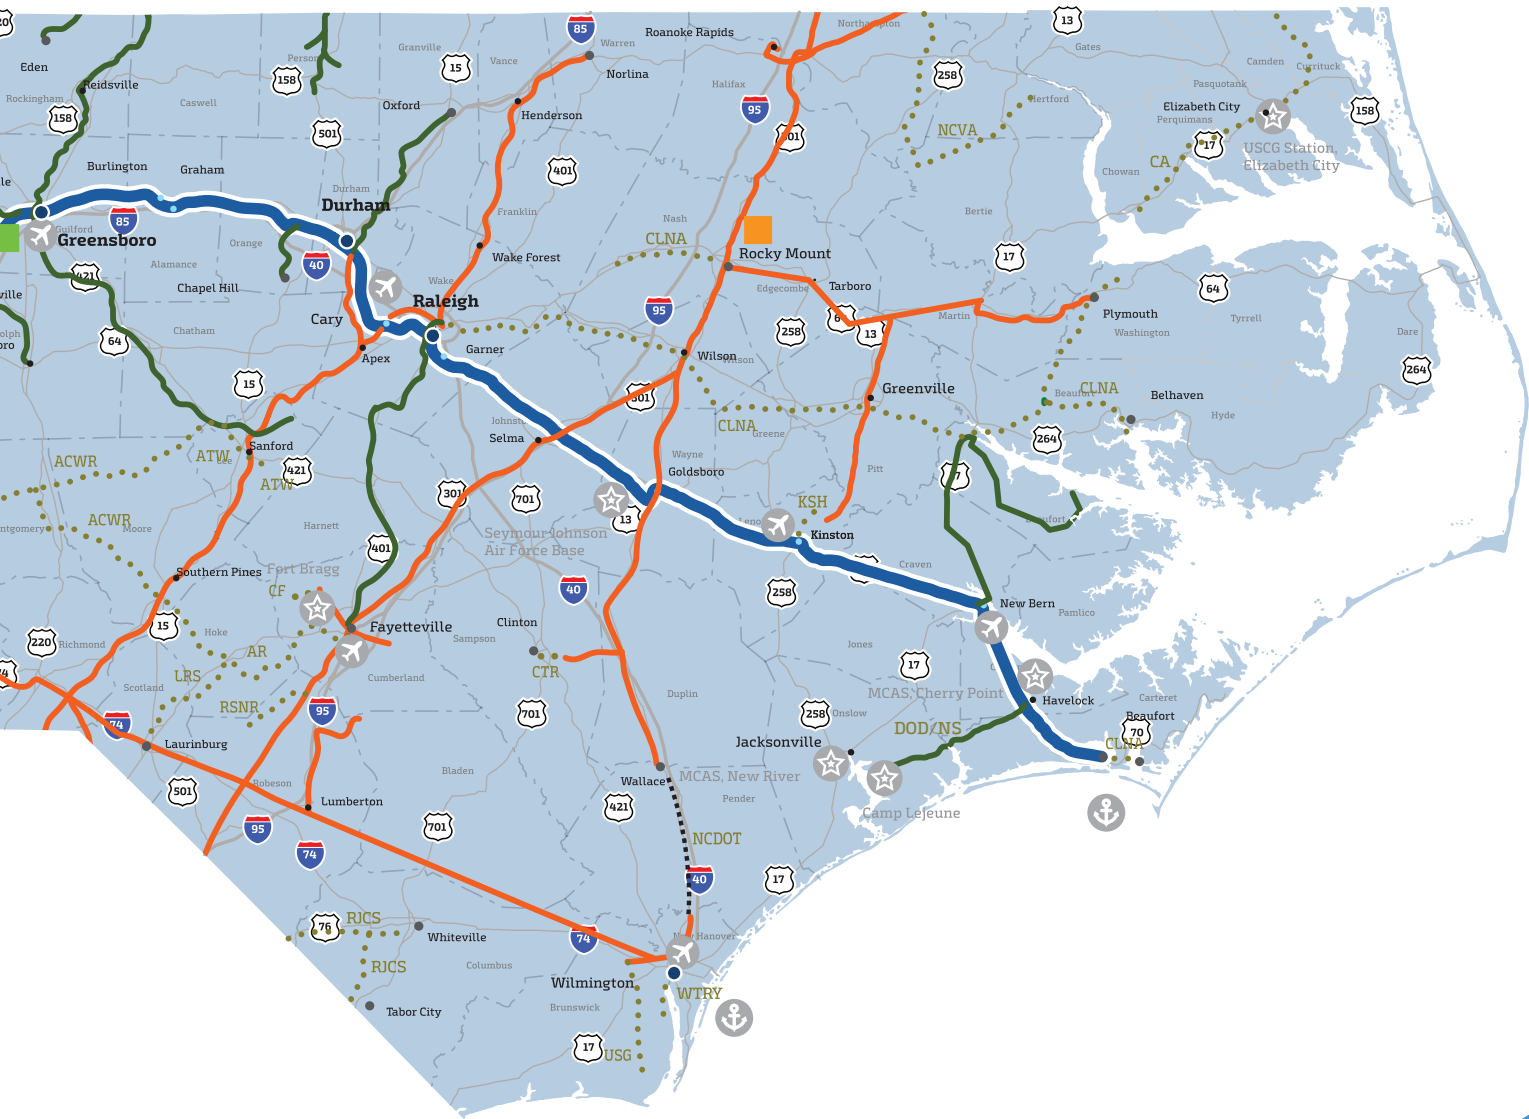 20
Eden
Reidsville
Rockingham
158
158
Caswell
Person
Granville
15
Vance
85
Warren
Norlina
Roanoke Rapids
Northampton
13
Gates
Camden
Currituck
Pasquotank
258
Halifax
95
Hertford
NCVA
Elizabeth City
Perquimans
158
17
USCG Station,
Elizabeth City
CA
Chowan
Oxford
Henderson
501
401
Burlington
Graham
Durham
Durham
Franklin
Nash
Bertie
85
Guilford
Greensboro
Orange
40
Alamance
421
Chapel Hill
Wake Forest
Wake
CLNA
Rocky Mount
Edgecombe
Tarboro
17
64
Raleigh
Cary
Chatham
64
95
258
13
Martin
Plymouth
Washington
Tyrrell
Dare
264
Apex
Garner
Wilson
Wilson
15
301
Greenville
CLNA
Beaufort
Belhaven
Hyde
CLNA
Greene
Selma
264
Sanford
Lee
ATW
ATW
421
ACWR
Wayne
Goldsboro
Pitt
301
701
13
KSH
Kinston
ACWR
Moore
Harnett
Seymour Johnson
Air Force Base
Beaufort
401
Fort Bragg
CF
Southern Pines
40
258
Craven
New Bern
Pamlico
15
220
Richmond
Hoke
Fayetteville
Sampson
Clinton
AR
LRS
CTR
Jones
17
Scotland
Cumberland
RSNR
95
Duplin
MCAS, Cherry Point
Havelock
Carteret
Beaufort
70
CLNA
74
Laurinburg
701
258
Onslow
Jacksonville
DOD/NS
Wallace
MCAS, New River
Bladen
Robeson
501
Lumberton
421
Pender
Camp Lejeune
95
701
74
NCDOT
40
17
76
RJCS
Whiteville
74
New Hanover
RJCS
Columbus
Wilmington
WTRY
Tabor City
Brunswick
17
USG